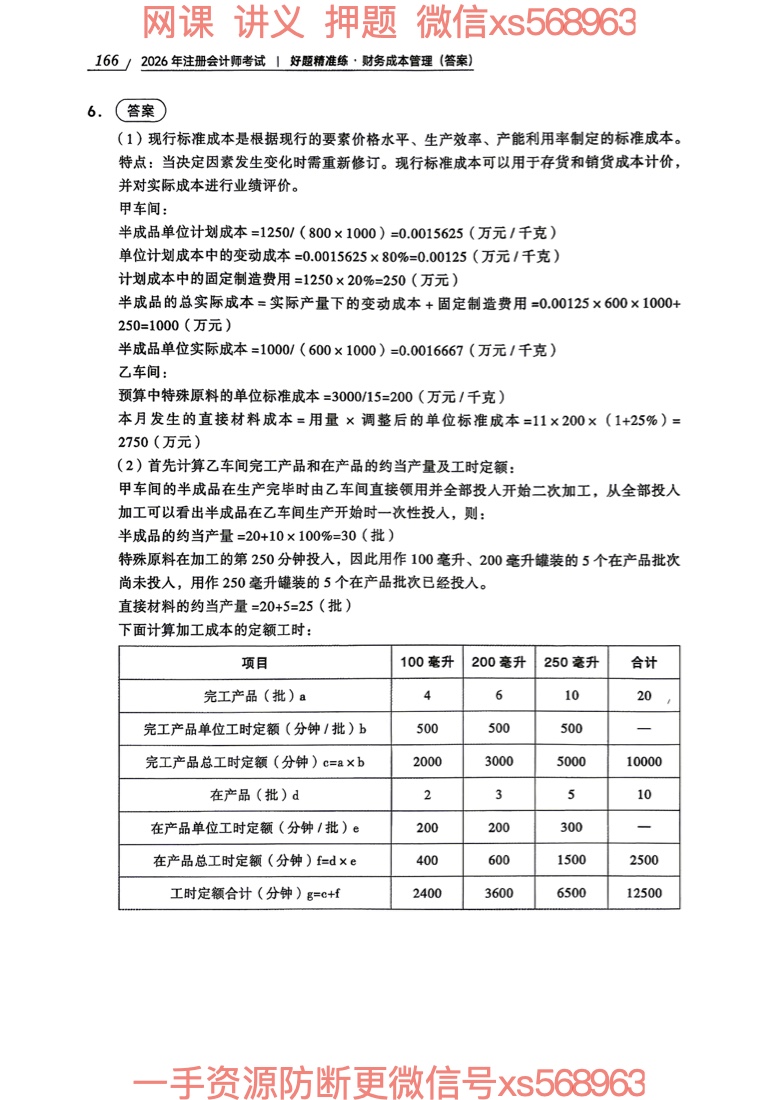 网课 讲义 押题 微信xs568963
166 / 2026 年注册会计师考试 | 好题精准练·财务成本管理(答案)
6. 答案
(1)现行标准成本是根据现行的要素价格水平、生产效率、产能利用率制定的标准成本。
特点:当决定因素发生变化时需重新修订。现行标准成本可以用于存货和销货成本计价,
并对实际成本进行业绩评价。
甲车间:
半成品单位计划成本 =1250/(800×1000)=0.0015625(万元/千克)
单位计划成本中的变动成本 =0.0015625×80%=0.00125(万元/千克)
计划成本中的固定制造费用 =1250×20%=250(万元)
半成品的总实际成本 = 实际产量下的变动成本 + 固定制造费用 =0.00125×600×1000+
250=1000(万元)
半成品单位实际成本 =1000/(600×1000)=0.0016667(万元/千克)
乙车间:
预算中特殊原料的单位标准成本 =3000/15=200(万元/千克)
本月发生的直接材料成本 = 用量 × 调整后的单位标准成本 =11×200×(1+25%)=
2750(万元)
(2)首先计算乙车间完工产品和在产品的约当产量及工时定额:
甲车间的半成品在生产完毕时由乙车间直接领用并全部投入开始二次加工,从全部投入
加工可以看出半成品在乙车间生产开始时一次性投入,则:
半成品的约当产量 =20+10×100%=30(批)
特殊原料在加工的第 250 分钟投入,因此用作 100 毫升、200 毫升罐装的 5 个在产品批次
尚未投入,用作 250 毫升罐装的 5 个在产品批次已经投入。
直接材料的约当产量 =20+5=25(批)
下面计算加工成本的定额工时:
项目 100 毫升 200 毫升 250 毫升 合计
完工产品(批)a 4 6 10 20
完工产品单位工时定额(分钟/批)b 500 500 500 —
完工产品总工时定额(分钟)c=a×b 2000 3000 5000 10000
在产品(批)d 2 3 5 10
在产品单位工时定额(分钟/批)e 200 200 300 —
在产品总工时定额(分钟)f=d×e 400 600 1500 2500
工时定额合计(分钟)g=c+f 2400 3600 6500 12500
一手资源防断更微信号xs568963